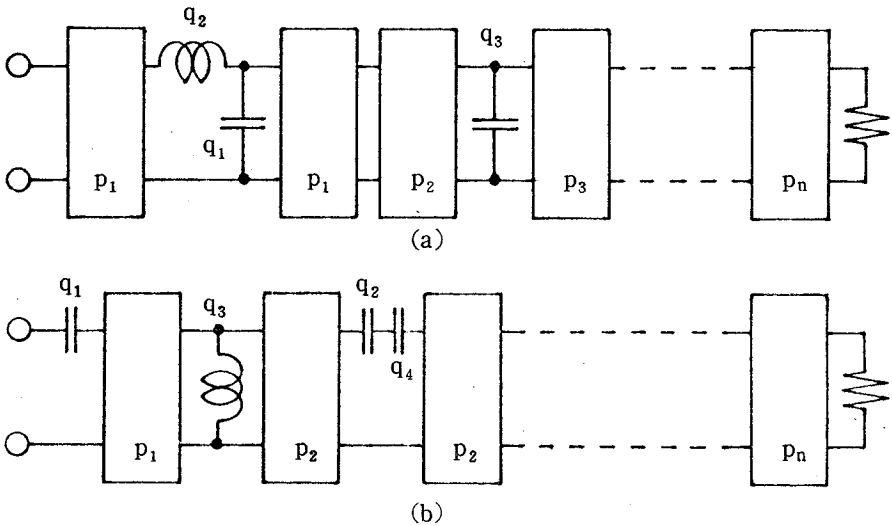 q₂
q₃
q₁
p₁ p₁ p₂ p₃ pₙ
(a)
q₁ q₃ q₂
q₄
p₁ p₂ p₂ pₙ
(b)